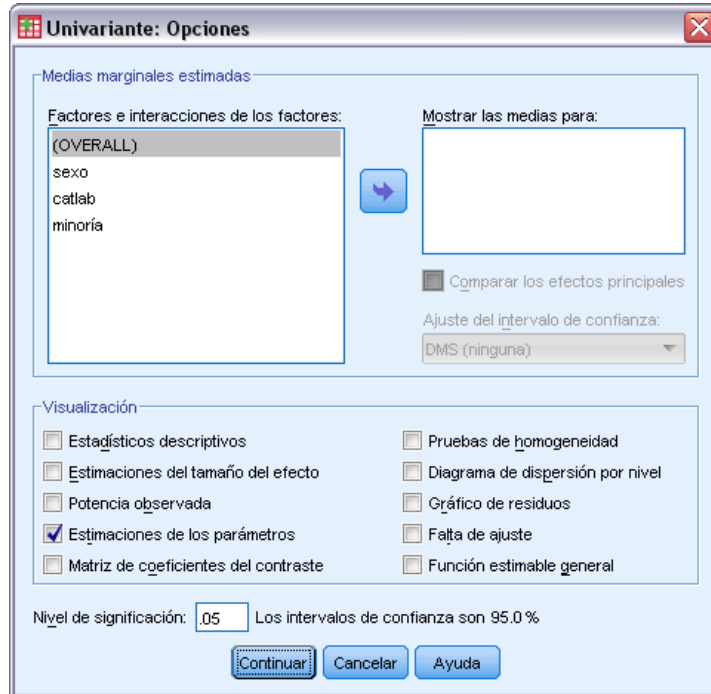 Univariante: Opciones
Medias marginales estimadas
Factores e interacciones de los factores:
(OVERALL)
sexo
catlab
minoría
Mostrar las medias para:
Comparar los efectos principales
Ajuste del intervalo de confianza:
DMS (ninguna)
Visualización
Estadísticos descriptivos
Estimaciones del tamaño del efecto
Potencia observada
Estimaciones de los parámetros
Matriz de coeficientes del contraste
Pruebas de homogeneidad
Diagrama de dispersión por nivel
Gráfico de residuos
Falta de ajuste
Función estimable general
Nivel de significación: .05 Los intervalos de confianza son 95.0 %
Continuar Cancelar Ayuda